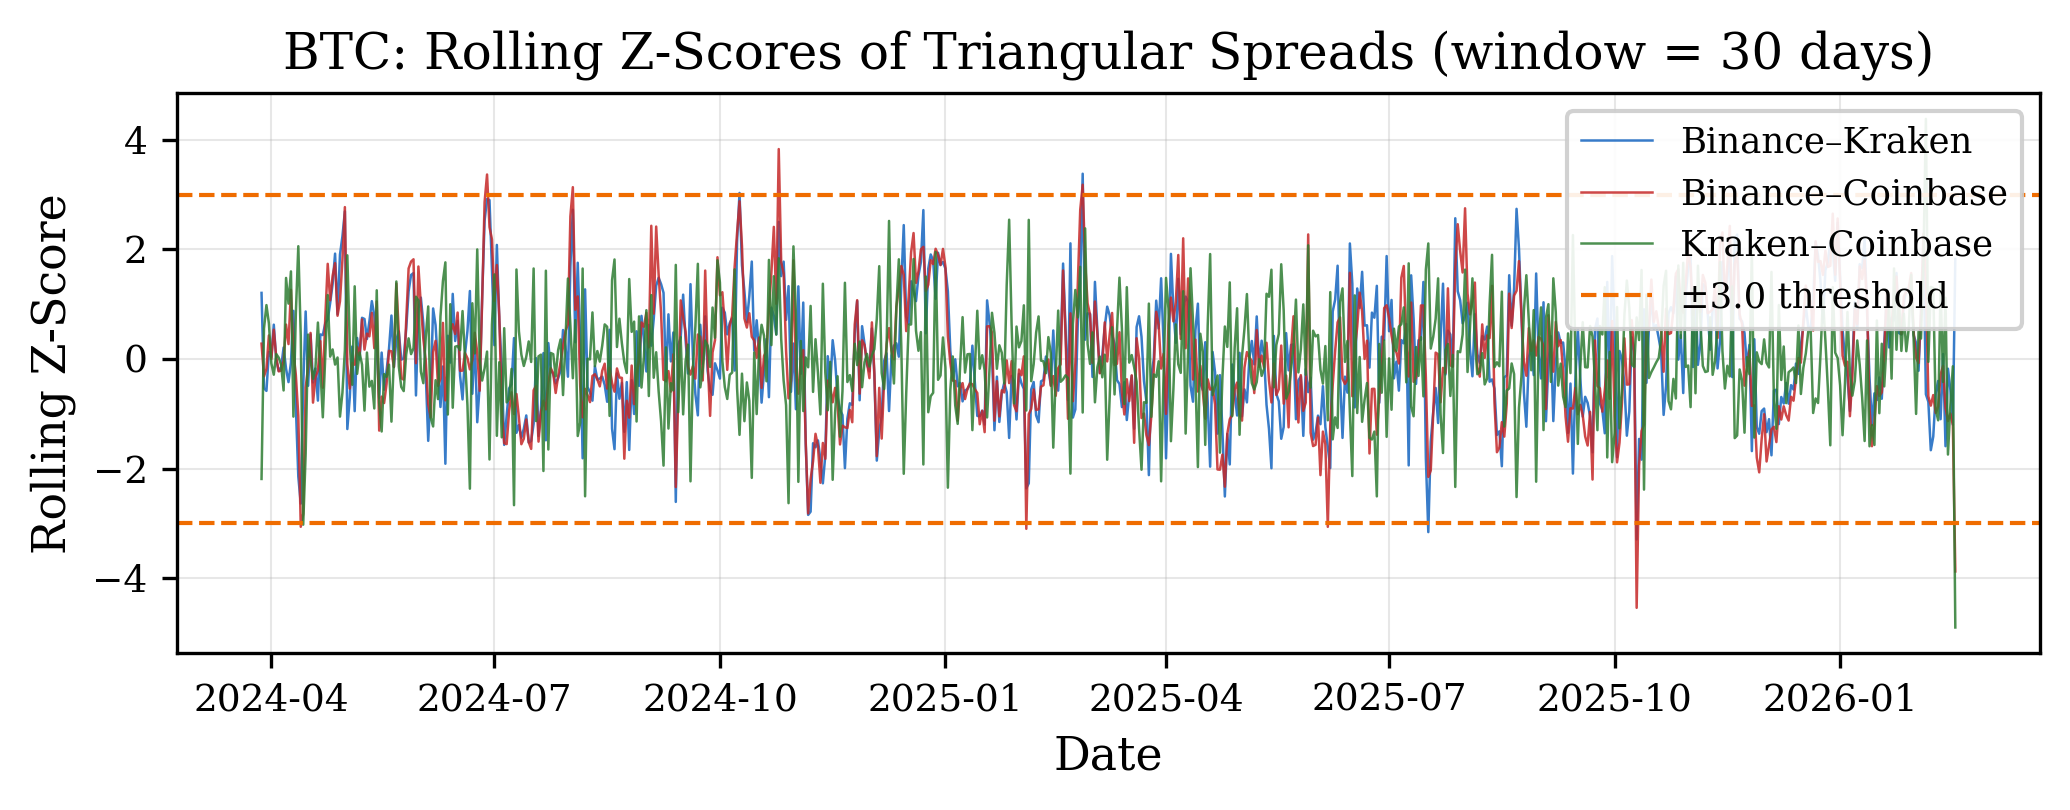 BTC: Rolling Z-Scores of Triangular Spreads (window = 30 days)
Rolling Z-Score
4
2
0
−2
−4
Binance–Kraken
Binance–Coinbase
Kraken–Coinbase
±3.0 threshold
2024-04
2024-07
2024-10
2025-01
2025-04
2025-07
2025-10
2026-01
Date